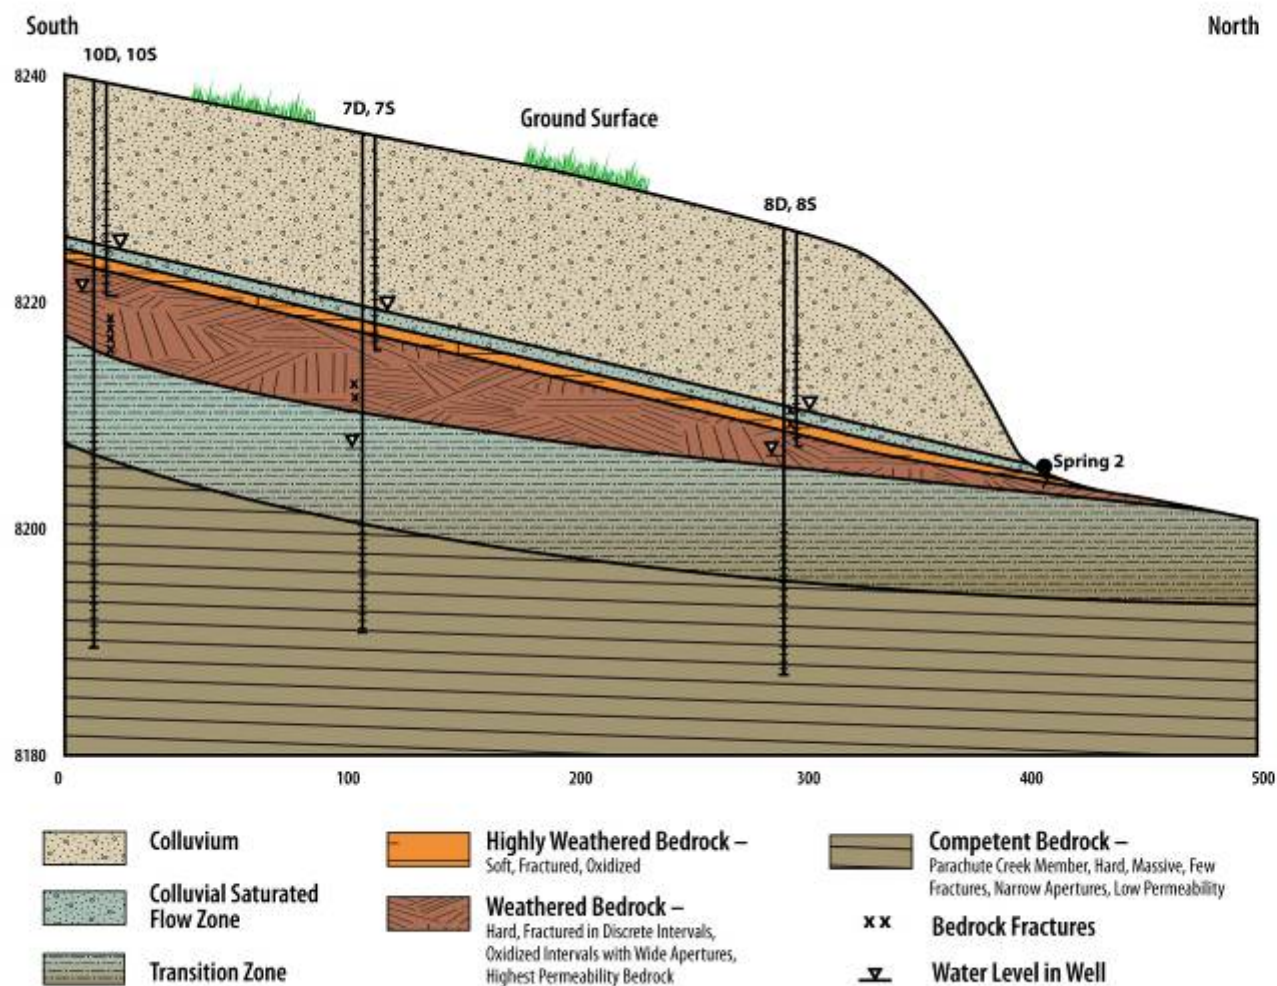 South
North
10D, 10S
8240
7D, 7S
Ground Surface
8D, 8S
8220
Spring 2
8200
8180
0
100
200
300
400
500
Colluvium
Colluvial Saturated
Flow Zone
Transition Zone
Highly Weathered Bedrock –
Soft, Fractured, Oxidized
Weathered Bedrock –
Hard, Fractured in Discrete Intervals,
Oxidized Intervals with Wide Apertures,
Highest Permeability Bedrock
Competent Bedrock –
Parachute Creek Member, Hard, Massive, Few
Fractures, Narrow Apertures, Low Permeability
x x Bedrock Fractures
Water Level in Well